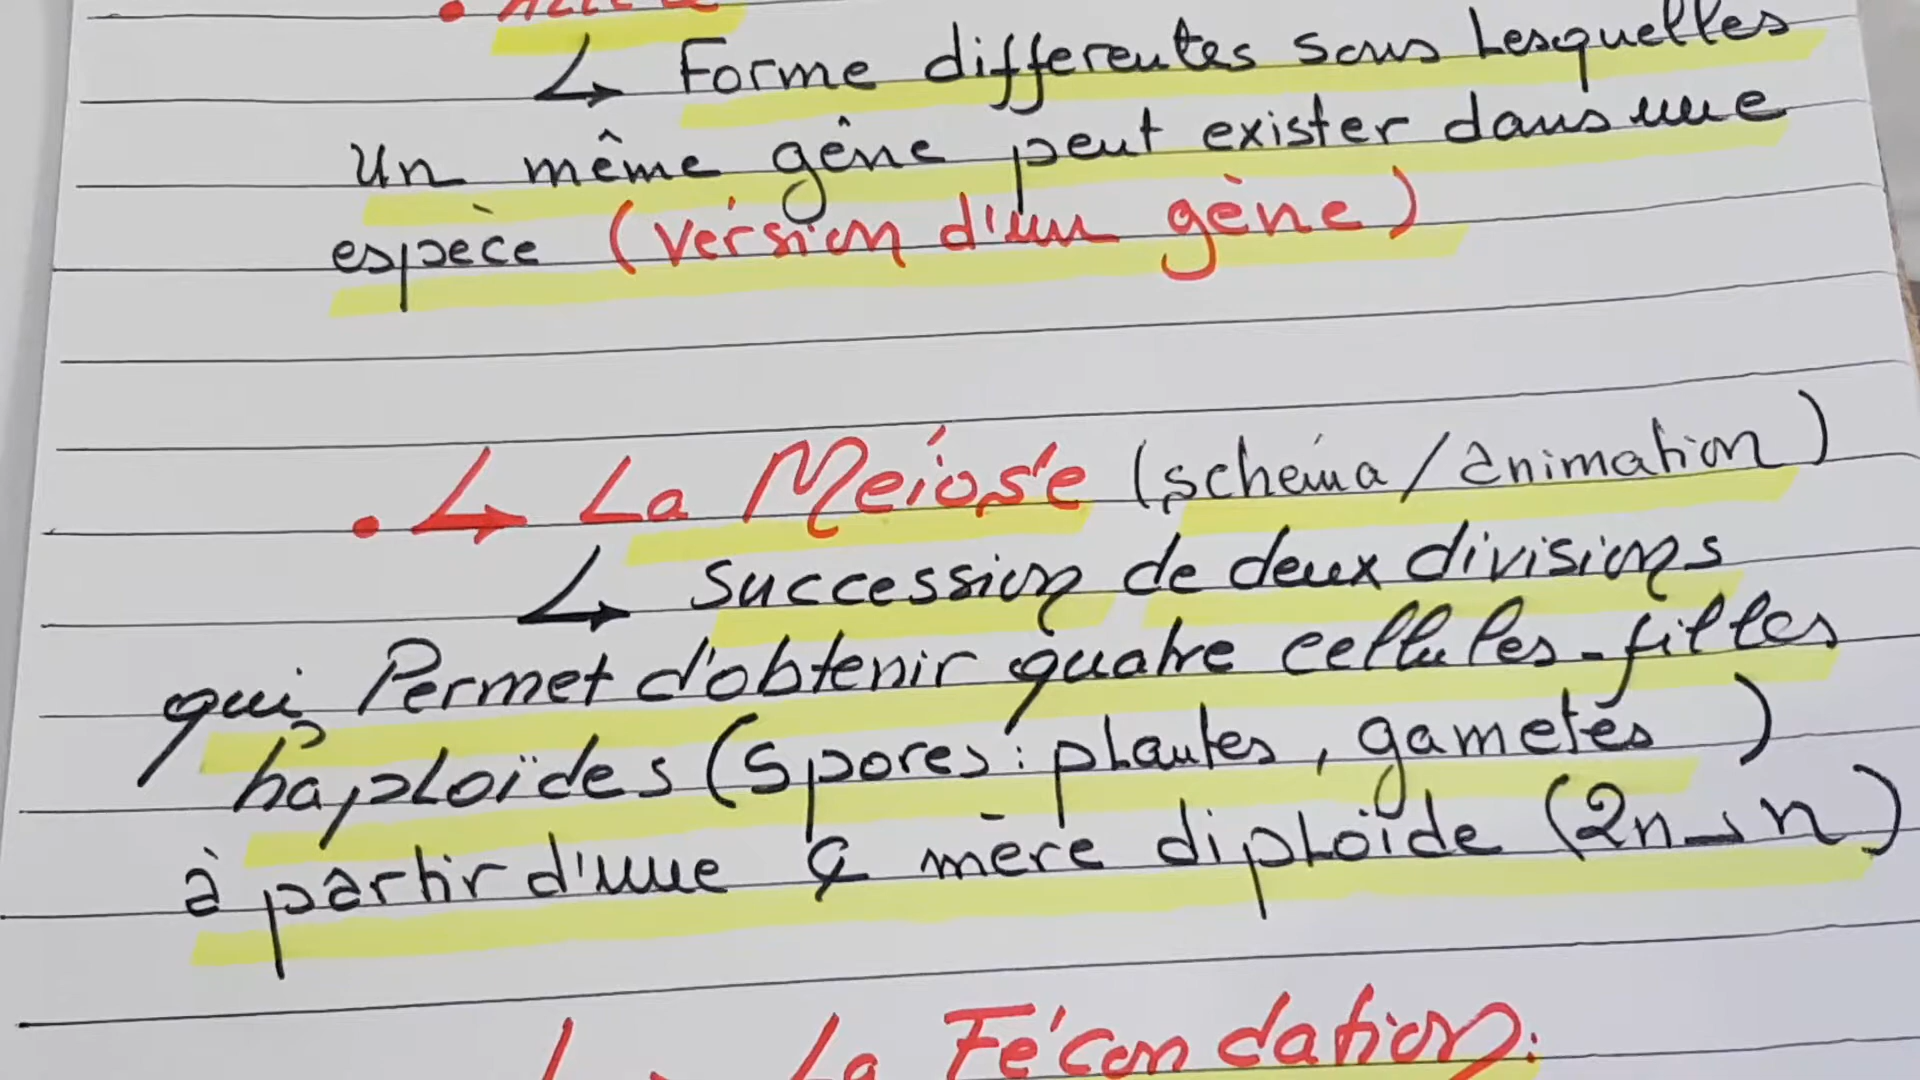 ↳ Forme differentes sous lesquelles
un même gêne peut exister dans une
espèce (version d'un gène)
• ↳ La Meiose (schéma / animation)
↳ succession de deux divisions
qui Permet d'obtenir quatre cellules-filles
haploïdes (spores : plantes, gametes)
à partir d'une ç mère diploïde (2n → n)
↳ La Fécondation :